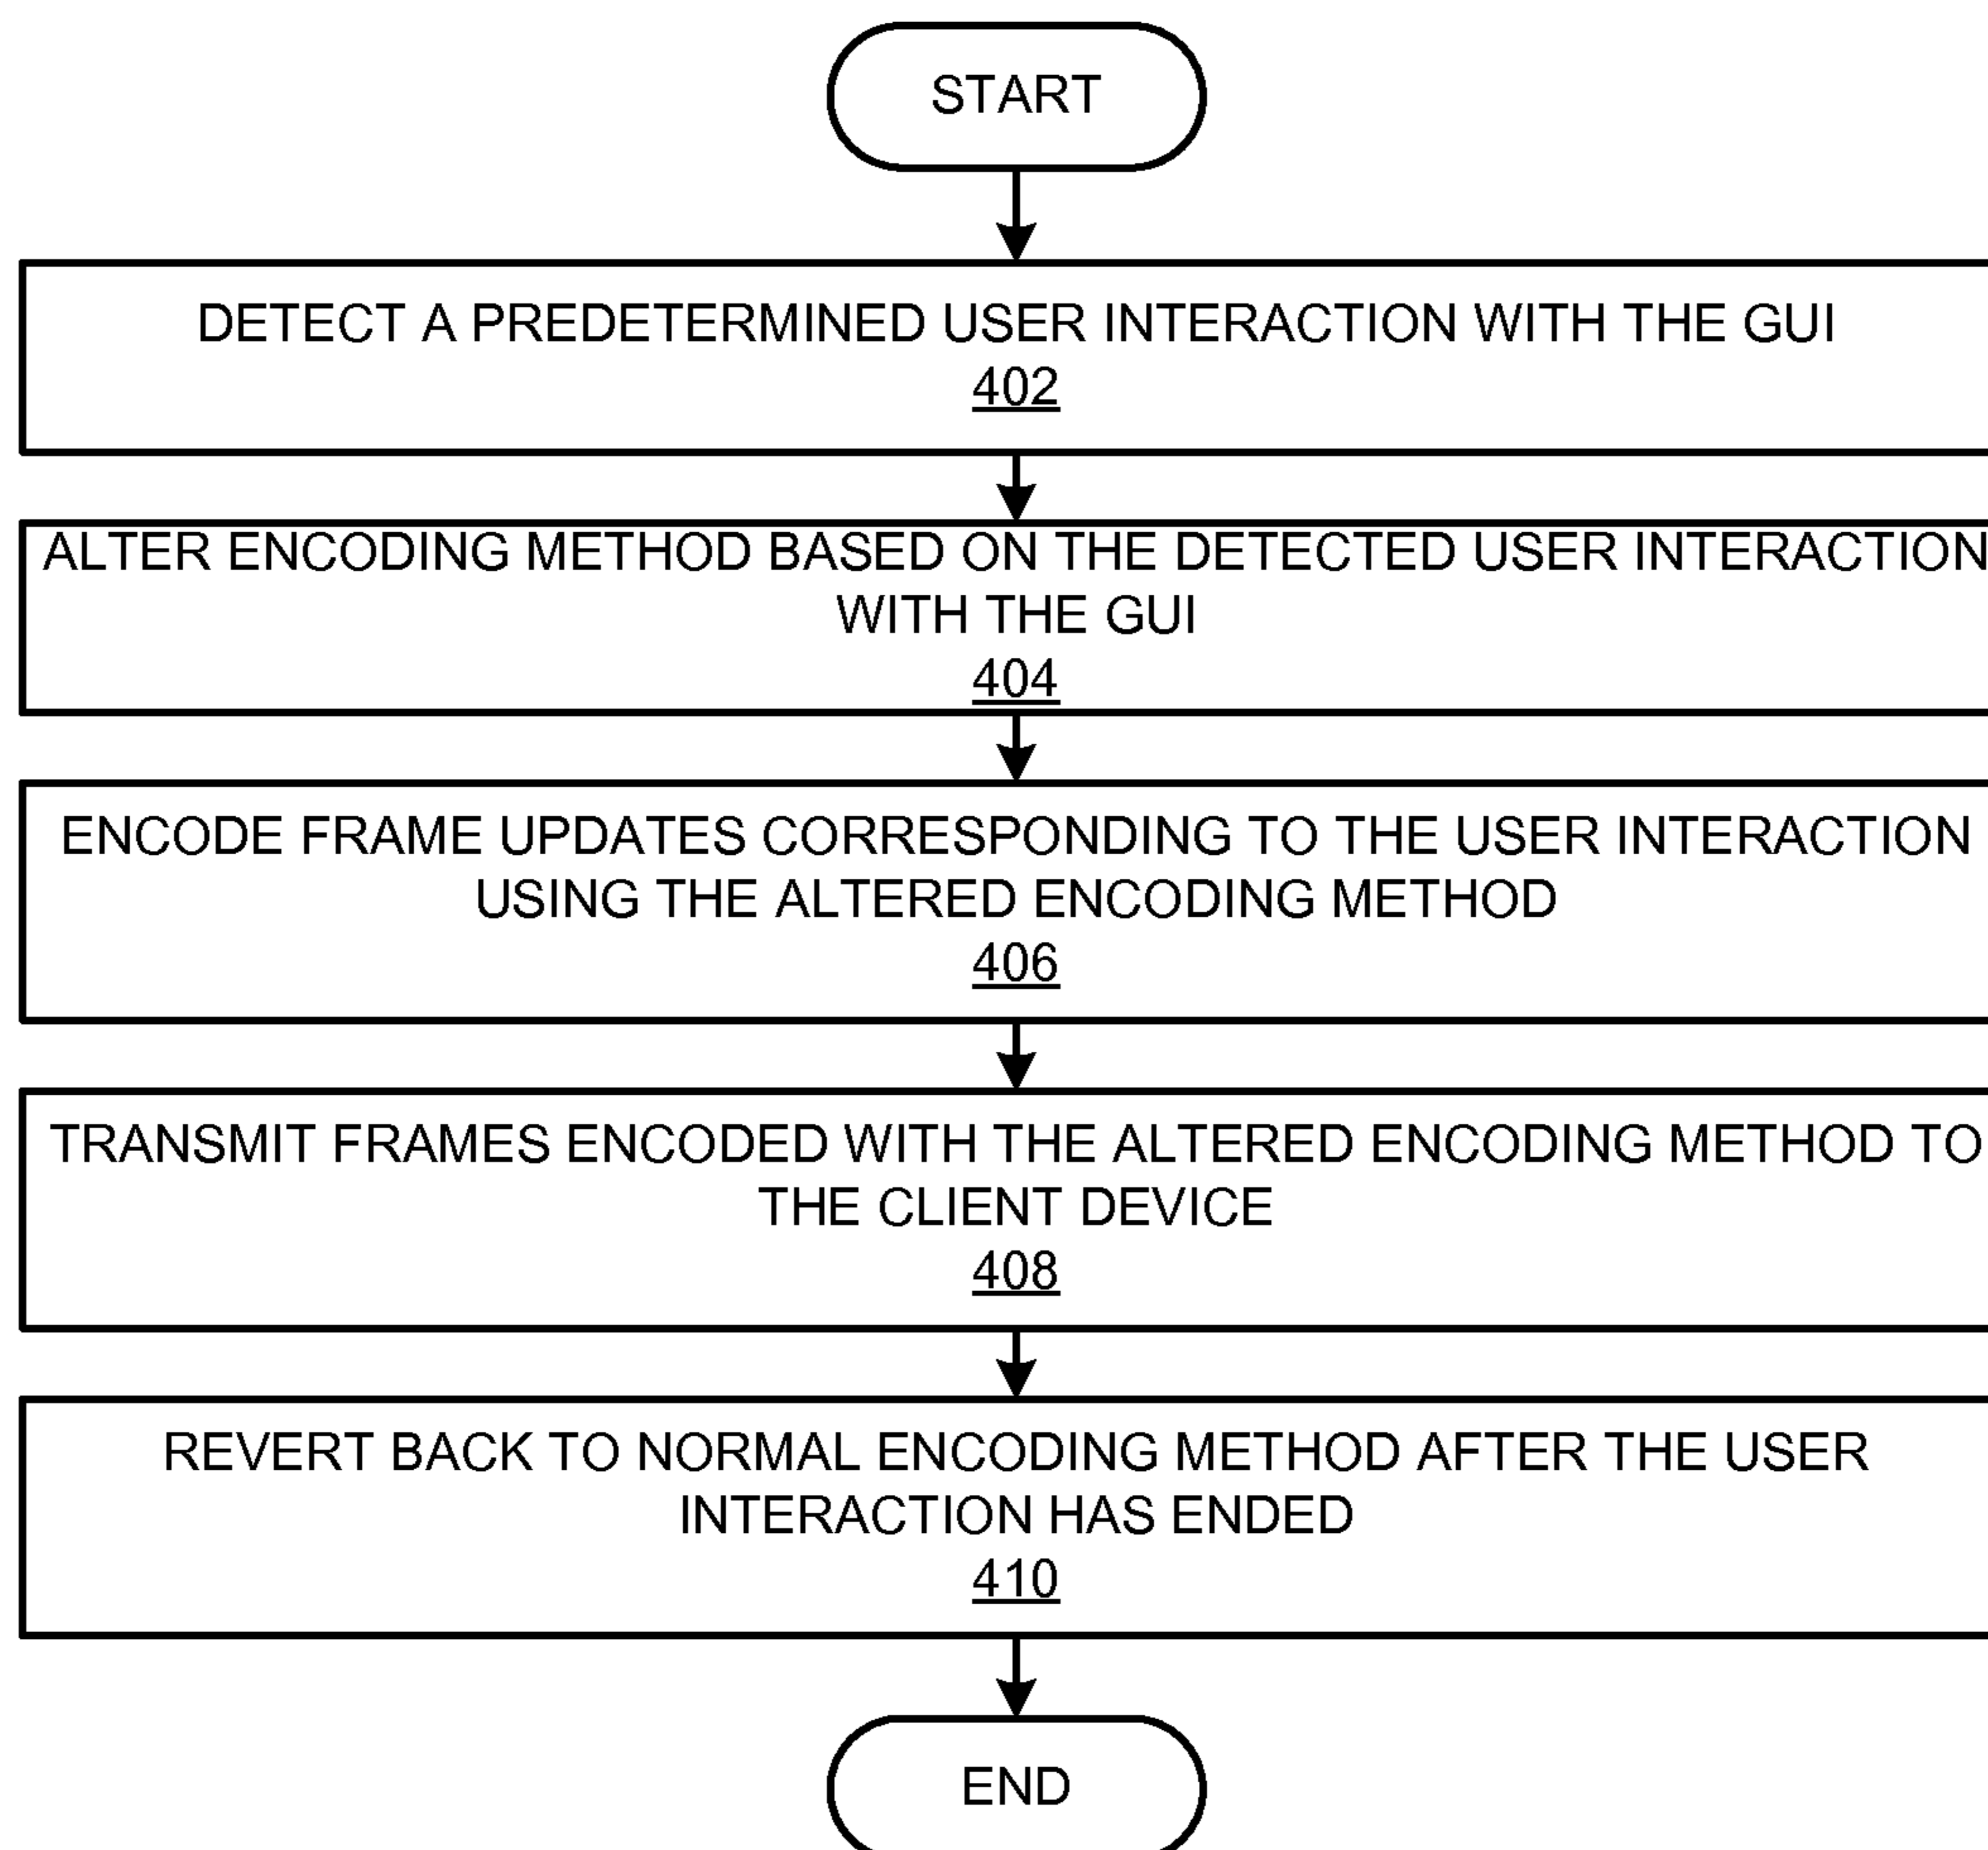 START
DETECT A PREDETERMINED USER INTERACTION WITH THE GUI
402
ALTER ENCODING METHOD BASED ON THE DETECTED USER INTERACTION
WITH THE GUI
404
ENCODE FRAME UPDATES CORRESPONDING TO THE USER INTERACTION
USING THE ALTERED ENCODING METHOD
406
TRANSMIT FRAMES ENCODED WITH THE ALTERED ENCODING METHOD TO
THE CLIENT DEVICE
408
REVERT BACK TO NORMAL ENCODING METHOD AFTER THE USER
INTERACTION HAS ENDED
410
END